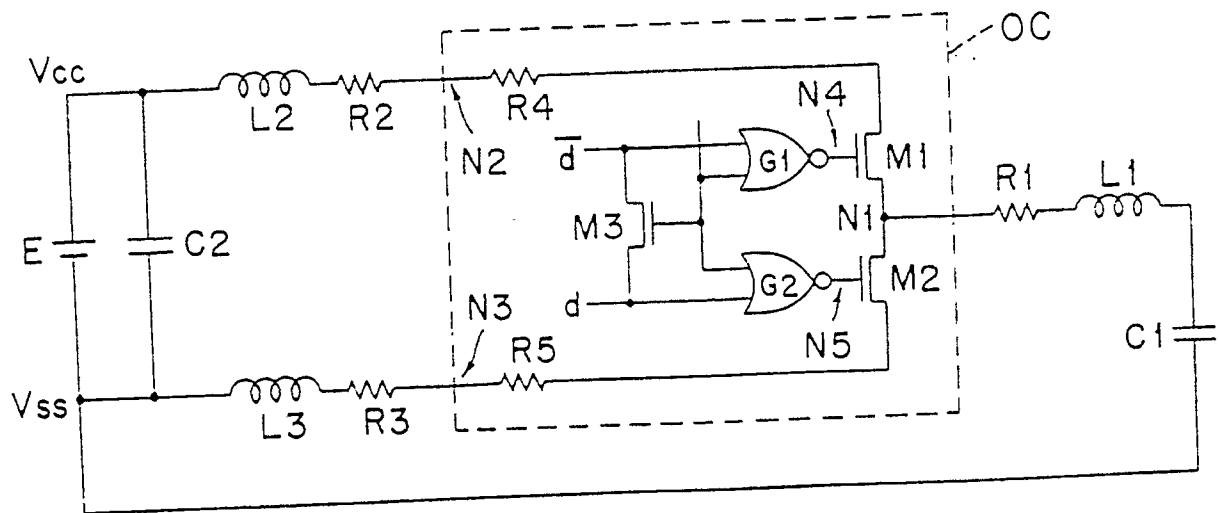 OC
Vcc
L2
R2
R4
N4
N2
d̅
G1
M1
R1
L1
M3
N1
E
C2
G2
M2
N3
d
N5
C1
R5
Vss
L3
R3